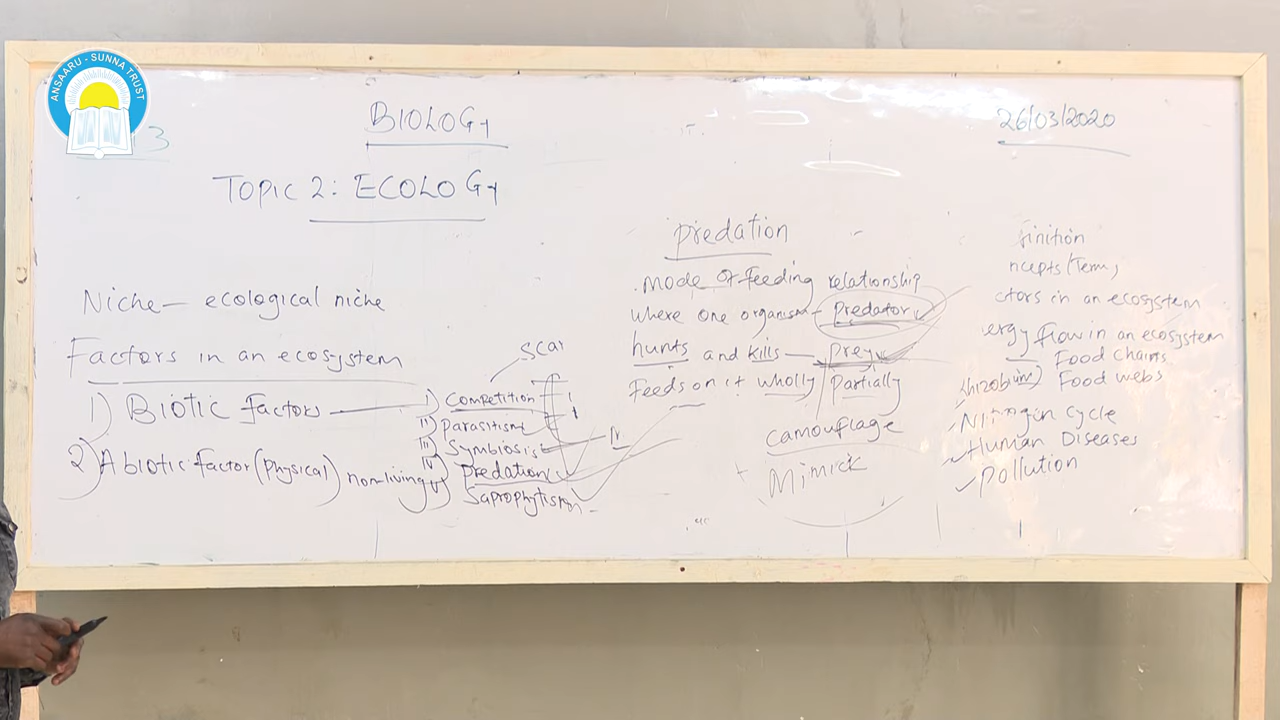 ANSAARU - SUNNA TRUST
3
BIOLOGY
26/03/2020
TOPIC 2: ECOLOGY
Niche — ecological niche
Factors in an ecosystem
1) Biotic factors
2) Abiotic factor (physical) non-living
scar
i) Competition
ii) Parasitism
iii) Symbiosis
iv) predation
v) Saprophytism
predation
mode of feeding relationship
where one organism - predator
hunts and kills — prey
Feeds on it wholly / partially
camouflage
Mimick
finition
ncepts (Term,
ctors in an ecosystem
ergy flow in an ecosystem
Food chains
Food webs
Nitrogen cycle
Human Diseases
Pollution